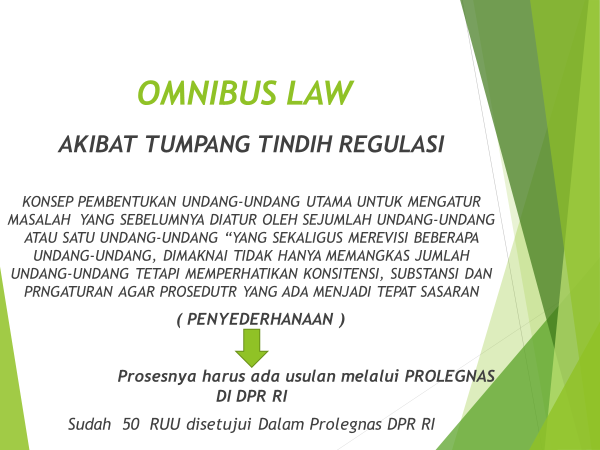 OMNIBUS LAW
AKIBAT TUMPANG TINDIH REGULASI
KONSEP PEMBENTUKAN UNDANG-UNDANG UTAMA UNTUK MENGATUR
MASALAH YANG SEBELUMNYA DIATUR OLEH SEJUMLAH UNDANG-UNDANG
ATAU SATU UNDANG-UNDANG “YANG SEKALIGUS MEREVISI BEBERAPA
UNDANG-UNDANG, DIMAKNAI TIDAK HANYA MEMANGKAS JUMLAH
UNDANG-UNDANG TETAPI MEMPERHATIKAN KONSITENSI, SUBSTANSI DAN
PRNGATURAN AGAR PROSEDUTR YANG ADA MENJADI TEPAT SASARAN
( PENYEDERHANAAN )
Prosesnya harus ada usulan melalui PROLEGNAS
DI DPR RI
Sudah 50 RUU disetujui Dalam Prolegnas DPR RI